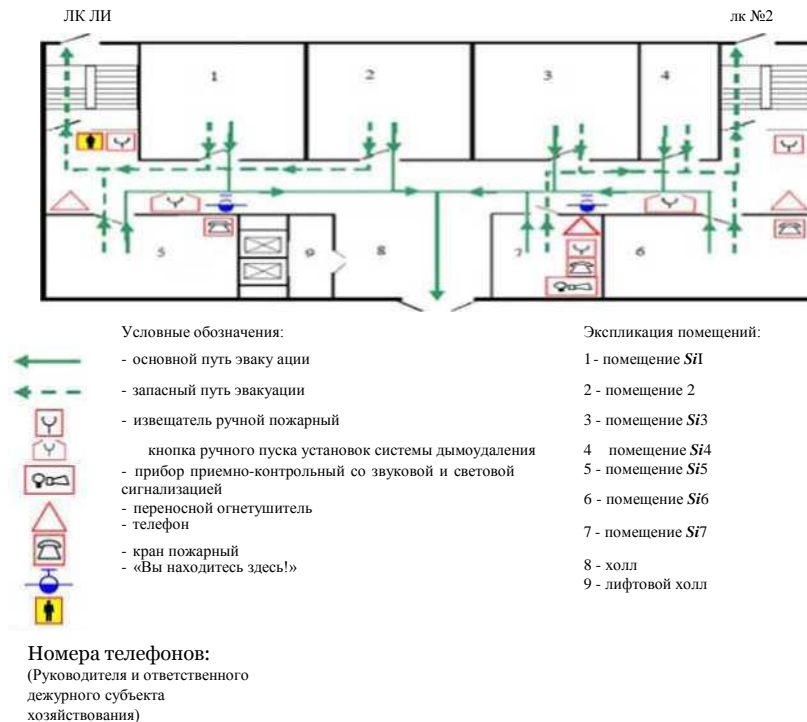 ЛК ЛИ
лк №2
1
2
3
4
5
9
8
7
6
Условные обозначения:
- основной путь эваку ации
- запасный путь эвакуации
- извещатель ручной пожарный
кнопка ручного пуска установок системы дымоудаления
- прибор приемно-контрольный со звуковой и световой
сигнализацией
- переносной огнетушитель
- телефон
- кран пожарный
- «Вы находитесь здесь!»
Экспликация помещений:
1- помещение SiI
2 - помещение 2
3 - помещение Si3
4 помещение Si4
5 - помещение Si5
6 - помещение Si6
7 - помещение Si7
8 - холл
9 - лифтовой холл
Номера телефонов:
(Руководителя и ответственного
дежурного субъекта
хозяйствования)